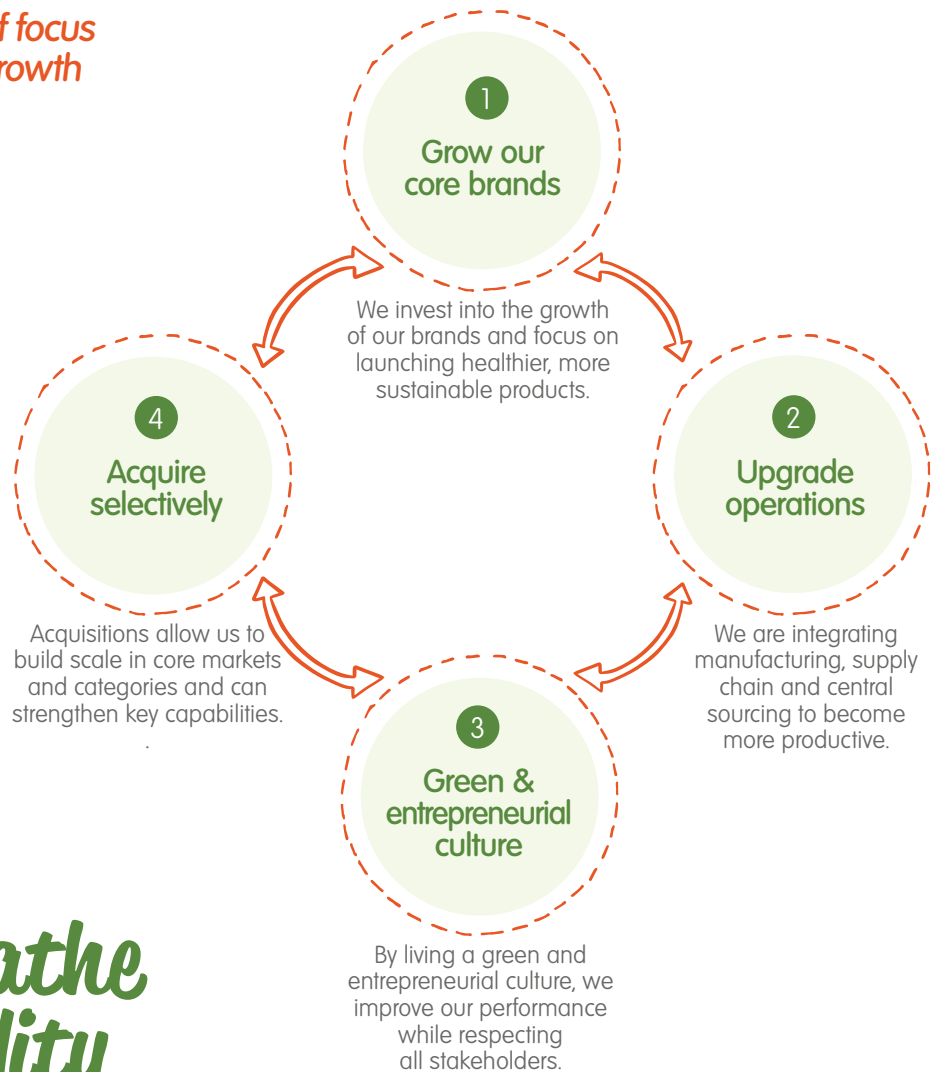 f focus
rowth
1
Grow our
core brands
We invest into the growth
of our brands and focus on
launching healthier, more
sustainable products.
2
Upgrade
operations
We are integrating
manufacturing, supply
chain and central
sourcing to become
more productive.
3
Green &
entrepreneurial
culture
By living a green and
entrepreneurial culture, we
improve our performance
while respecting
all stakeholders.
4
Acquire
selectively
Acquisitions allow us to
build scale in core markets
and categories and can
strengthen key capabilities.
.
athe
lity